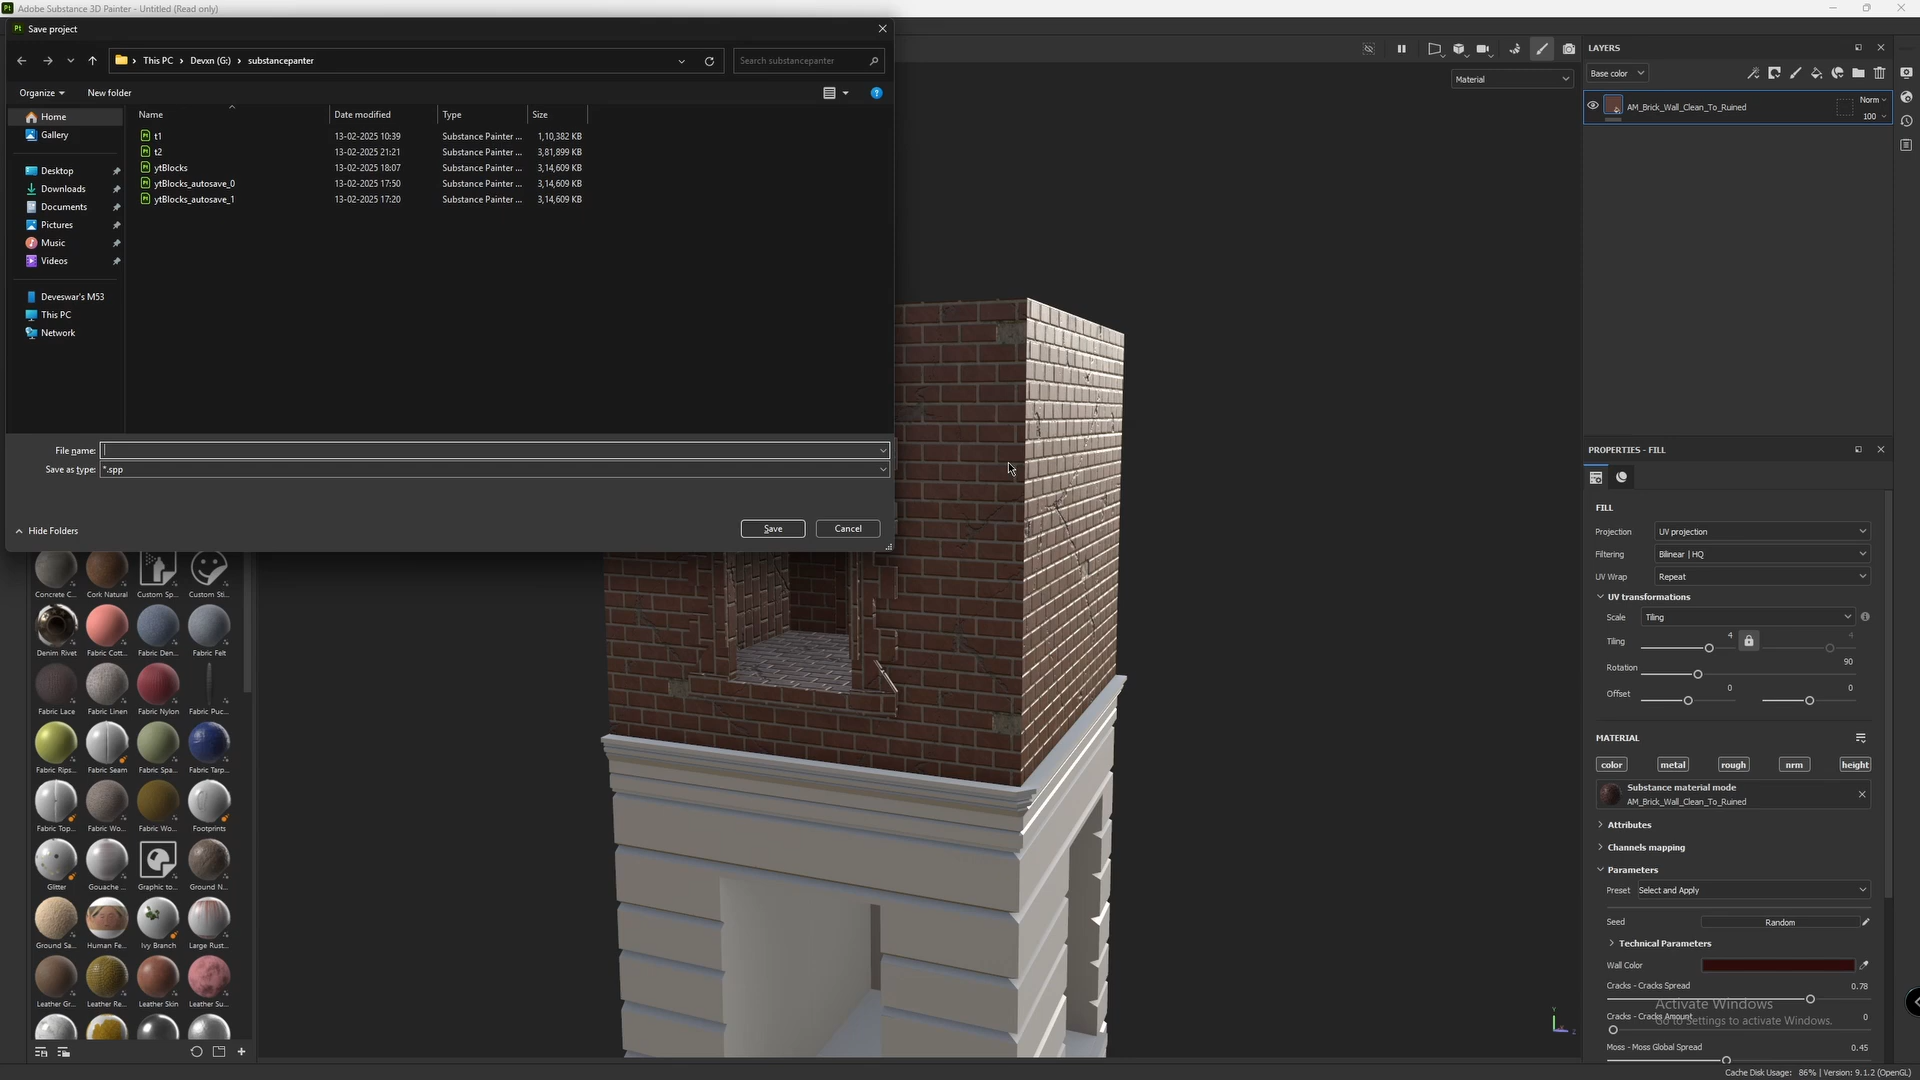 Adobe Substance 3D Painter - Untitled (Read only)
Save project
This PC
Devxn (G:)
substancepanter
Search substancepanter
Organize
New folder
Home
Gallery
Desktop
Downloads
Documents
Pictures
Music
Videos
Deveswar's M53
This PC
Network
Name Date modified Type Size
t1 13-02-2025 10:39 Substance Painter ... 1,10,382 KB
t2 13-02-2025 21:21 Substance Painter ... 3,81,899 KB
ytBlocks 13-02-2025 18:07 Substance Painter ... 3,14,609 KB
ytBlocks_autosave_0 13-02-2025 17:50 Substance Painter ... 3,14,609 KB
ytBlocks_autosave_1 13-02-2025 17:20 Substance Painter ... 3,14,609 KB
File name:
Save as type: *.spp
Hide Folders
Save
Cancel
Concrete C... Cork Natural Custom Sp... Custom Sti...
Denim Rivet Fabric Cott... Fabric Den... Fabric Felt
Fabric Lace Fabric Linen Fabric Nylon Fabric Puc...
Fabric Rips... Fabric Seam Fabric Spa... Fabric Tarp...
Fabric Top... Fabric Wo... Fabric Wo... Footprints
Glitter Gouache ... Graphic to... Ground N...
Ground Sa... Human Fe... Ivy Branch Large Rust...
Leather Gr... Leather Re... Leather Skin Leather Su...
Material
LAYERS
Base color
AM_Brick_Wall_Clean_To_Ruined
Norm
100
PROPERTIES - FILL
FILL
Projection UV projection
Filtering Bilinear | HQ
UV Wrap Repeat
UV transformations
Scale Tiling
Tiling 4 4
Rotation 90
Offset 0 0
MATERIAL
color metal rough nrm height
Substance material mode
AM_Brick_Wall_Clean_To_Ruined
Attributes
Channels mapping
Parameters
Preset Select and Apply
Seed Random
Technical Parameters
Wall Color
Cracks - Cracks Spread 0.78
Activate Windows
Cracks - Cracks Amount 0
Go to Settings to activate Windows.
Moss - Moss Global Spread 0.45
Cache Disk Usage: 86% | Version: 9.1.2 (OpenGL)